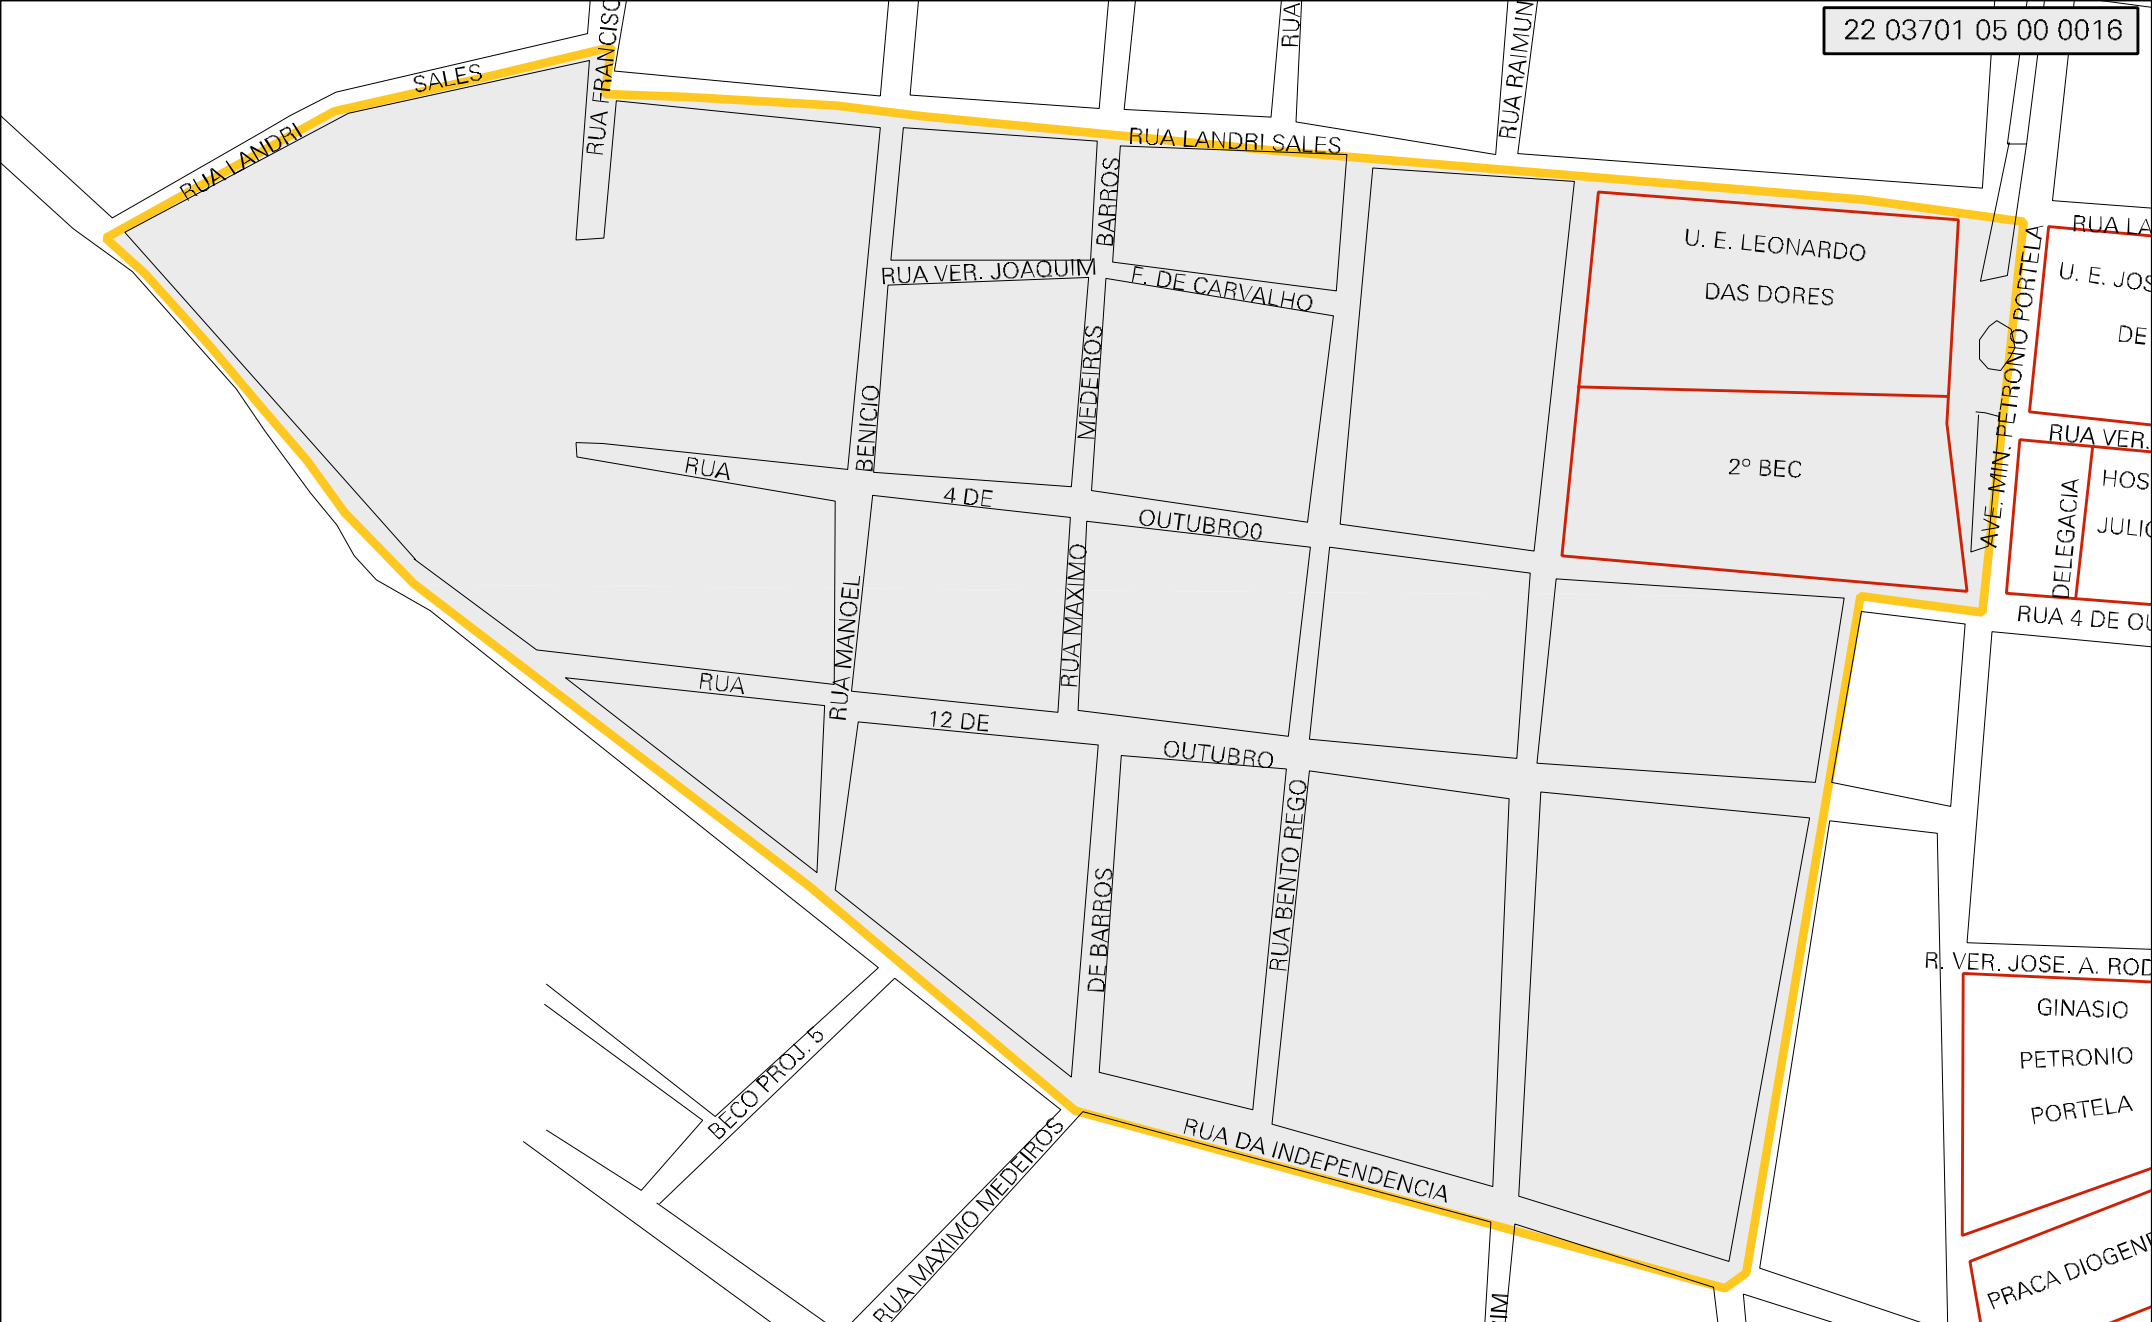 22 03701 05 00 0016
RUA FRANCISC
RUA
RUA RAIMUN
SALES
RUA LANDRI
RUA LANDRI SALES
RUA LA
BARROS
U. E. LEONARDO
DAS DORES
AVE. MIN. PETRONIO PORTELA
U. E. JOS
DE
RUA VER. JOAQUIM
F. DE CARVALHO
MEDEIROS
BENICIO
RUA VER.
RUA
4 DE
OUTUBRO0
2º BEC
DELEGACIA
HOS
JULIO
RUA 4 DE OU
RUA MANOEL
RUA MAXIMO
RUA
12 DE
OUTUBRO
RUA BENTO REGO
DE BARROS
R. VER. JOSE. A. ROD
GINASIO
PETRONIO
PORTELA
BECO PROJ. 5
RUA MAXIMO MEDEIROS
RUA DA INDEPENDENCIA
PRACA DIOGENE
IM